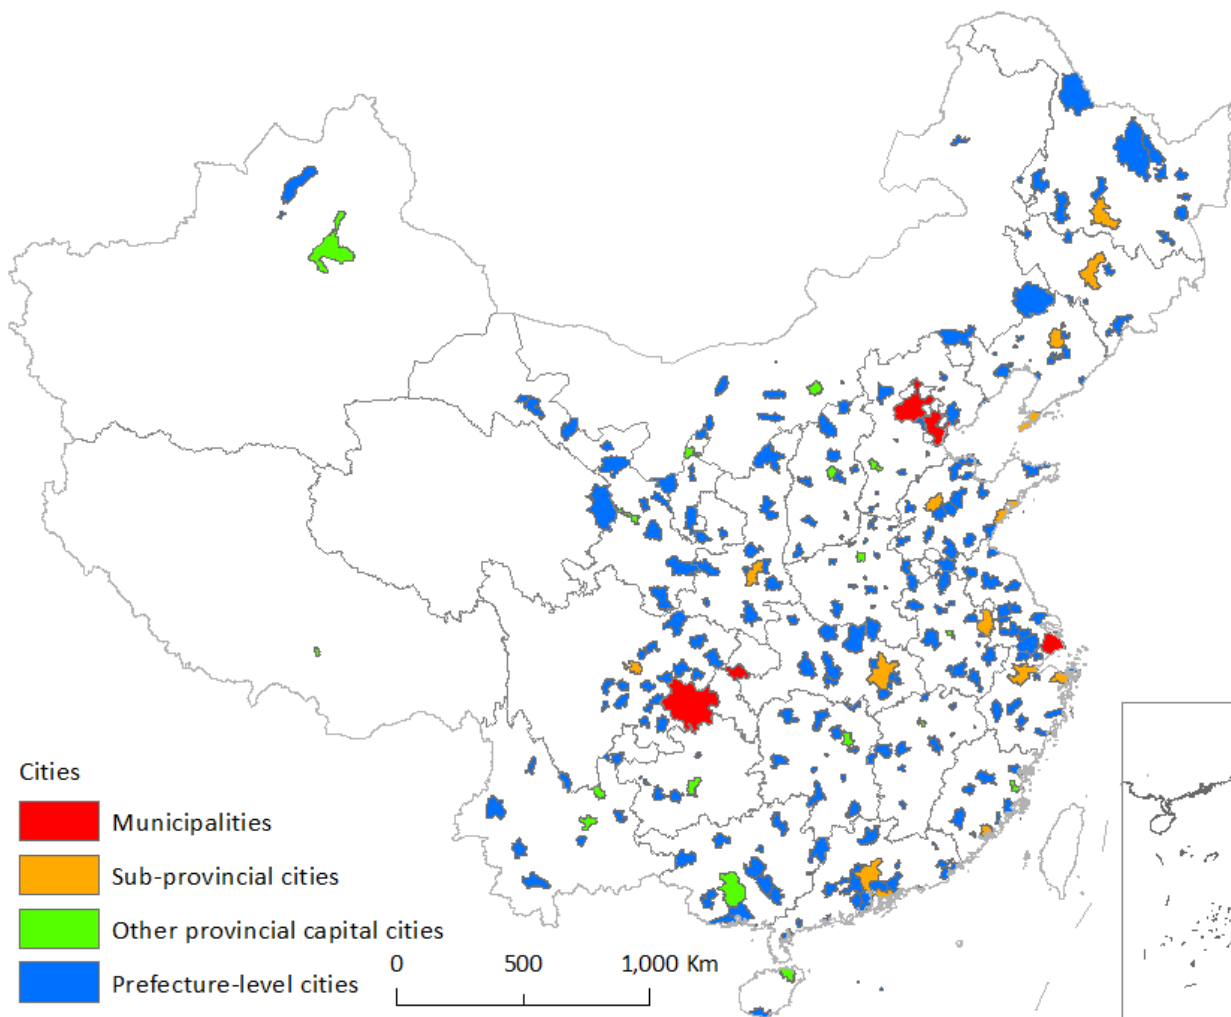 Cities
Municipalities
Sub-provincial cities
Other provincial capital cities
Prefecture-level cities
0 500 1,000 Km